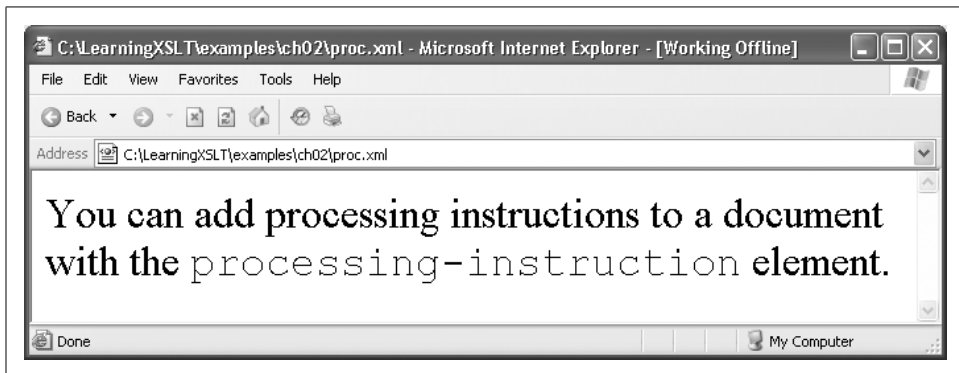 C:\LearningXSLT\examples\ch02\proc.xml - Microsoft Internet Explorer - [Working Offline]
File Edit View Favorites Tools Help
Back
Address C:\LearningXSLT\examples\ch02\proc.xml
You can add processing instructions to a document
with the processing-instruction element.
Done My Computer